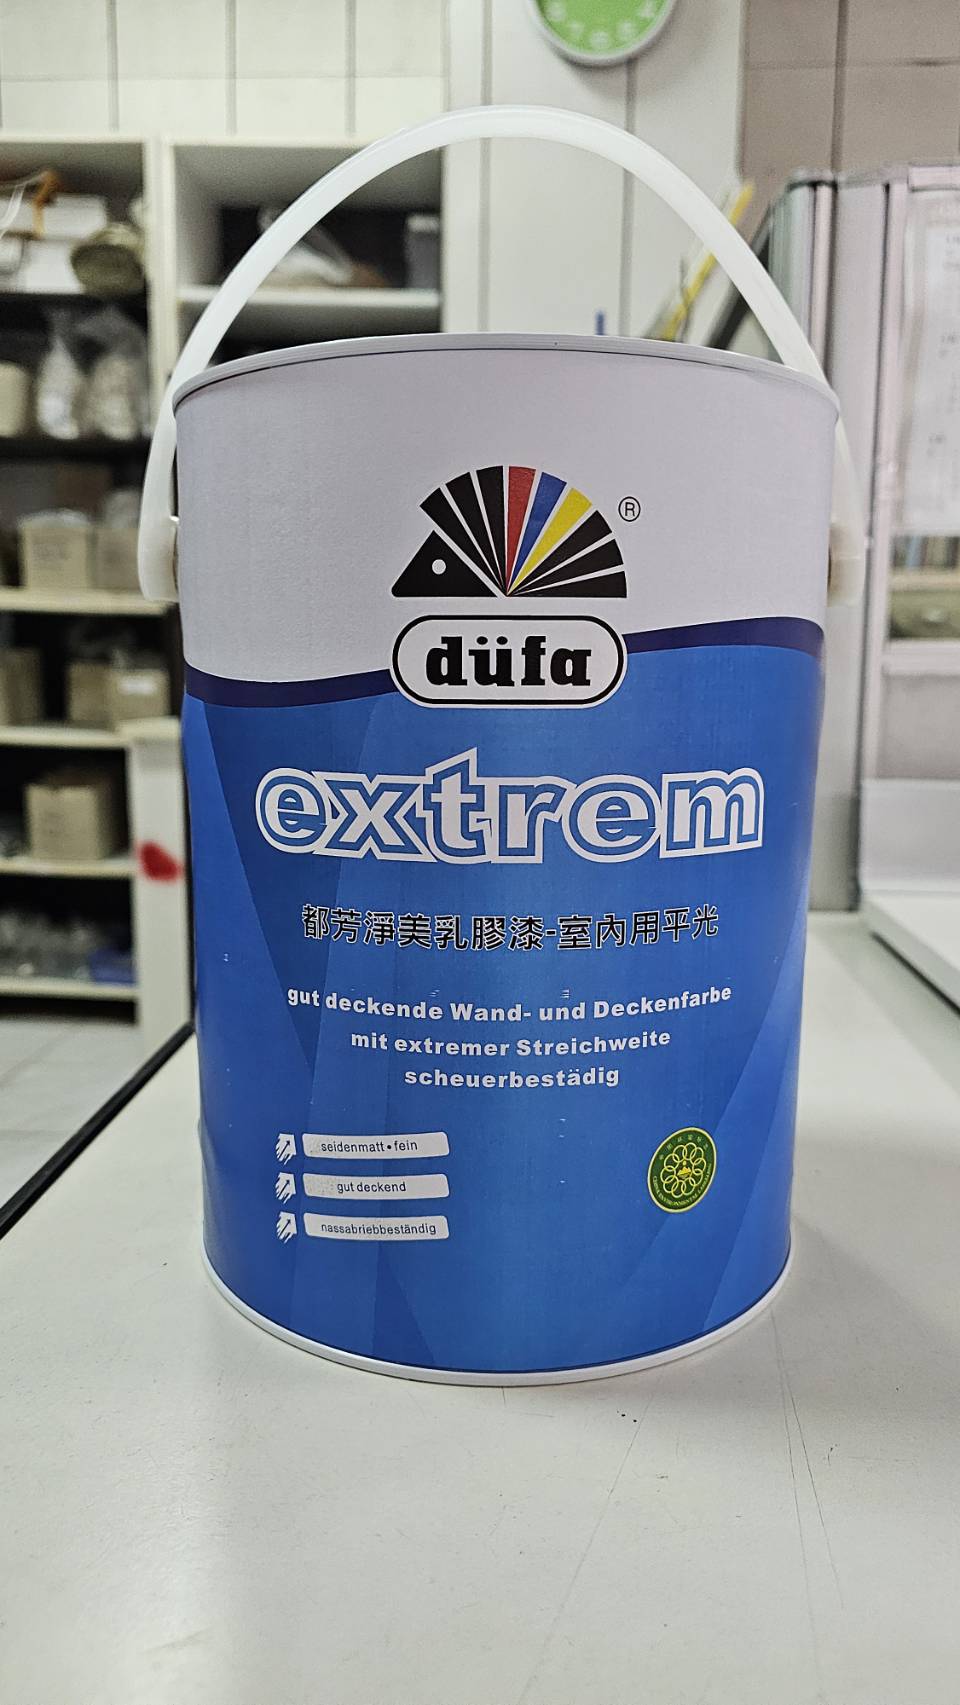 ®
düfa
extrem
都芳淨美乳膠漆-室內用平光
gut deckende Wand- und Deckenfarbe
mit extremer Streichweite
scheuerbestädig
seidenmatt•fein
gut deckend
nassabriebbeständig